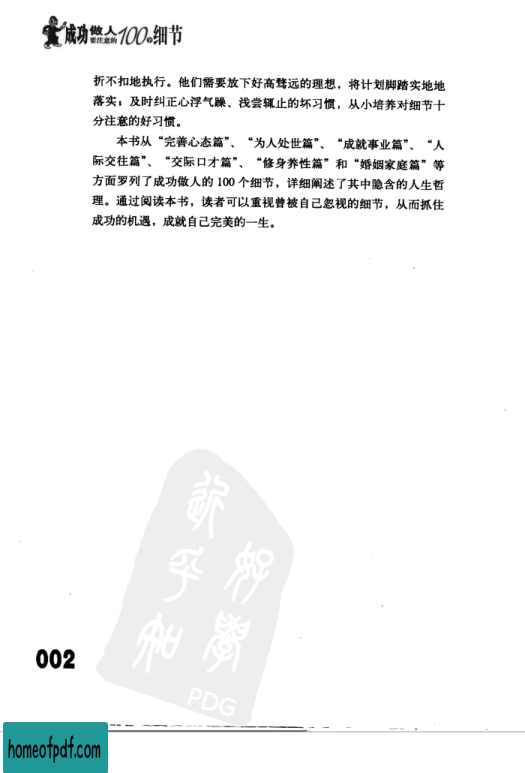 成功做人要注意的100个细节
折不扣地执行。他们需要放下好高骛远的理想，将计划脚踏实地地
落实；及时纠正心浮气躁、浅尝辄止的坏习惯，从小培养对细节十
分注意的好习惯。
本书从“完善心态篇”、“为人处世篇”、“成就事业篇”、“人
际交往篇”、“交际口才篇”、“修身养性篇”和“婚姻家庭篇”等
方面罗列了成功做人的100个细节，详细阐述了其中隐含的人生哲
理。通过阅读本书，读者可以重视曾被自己忽视的细节，从而抓住
成功的机遇，成就自己完美的一生。
好學
近乎知
PDG
002
homeofpdf.com